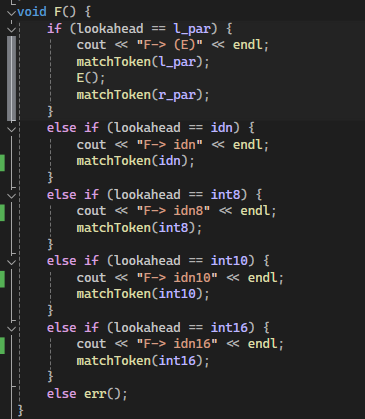 void F() {
    if (lookahead == l_par) {
        cout << "F-> (E)" << endl;
        matchToken(l_par);
        E();
        matchToken(r_par);
    }
    else if (lookahead == idn) {
        cout << "F-> idn" << endl;
        matchToken(idn);
    }
    else if (lookahead == int8) {
        cout << "F-> idn8" << endl;
        matchToken(int8);
    }
    else if (lookahead == int10) {
        cout << "F-> idn10" << endl;
        matchToken(int10);
    }
    else if (lookahead == int16) {
        cout << "F-> idn16" << endl;
        matchToken(int16);
    }
    else err();
}